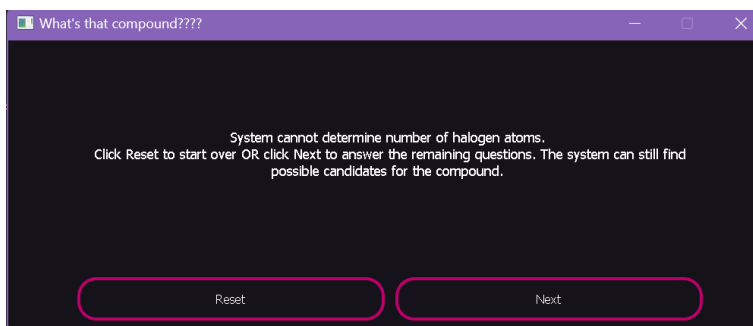 What's that compound????
System cannot determine number of halogen atoms.
Click Reset to start over OR click Next to answer the remaining questions. The system can still find
possible candidates for the compound.
Reset
Next